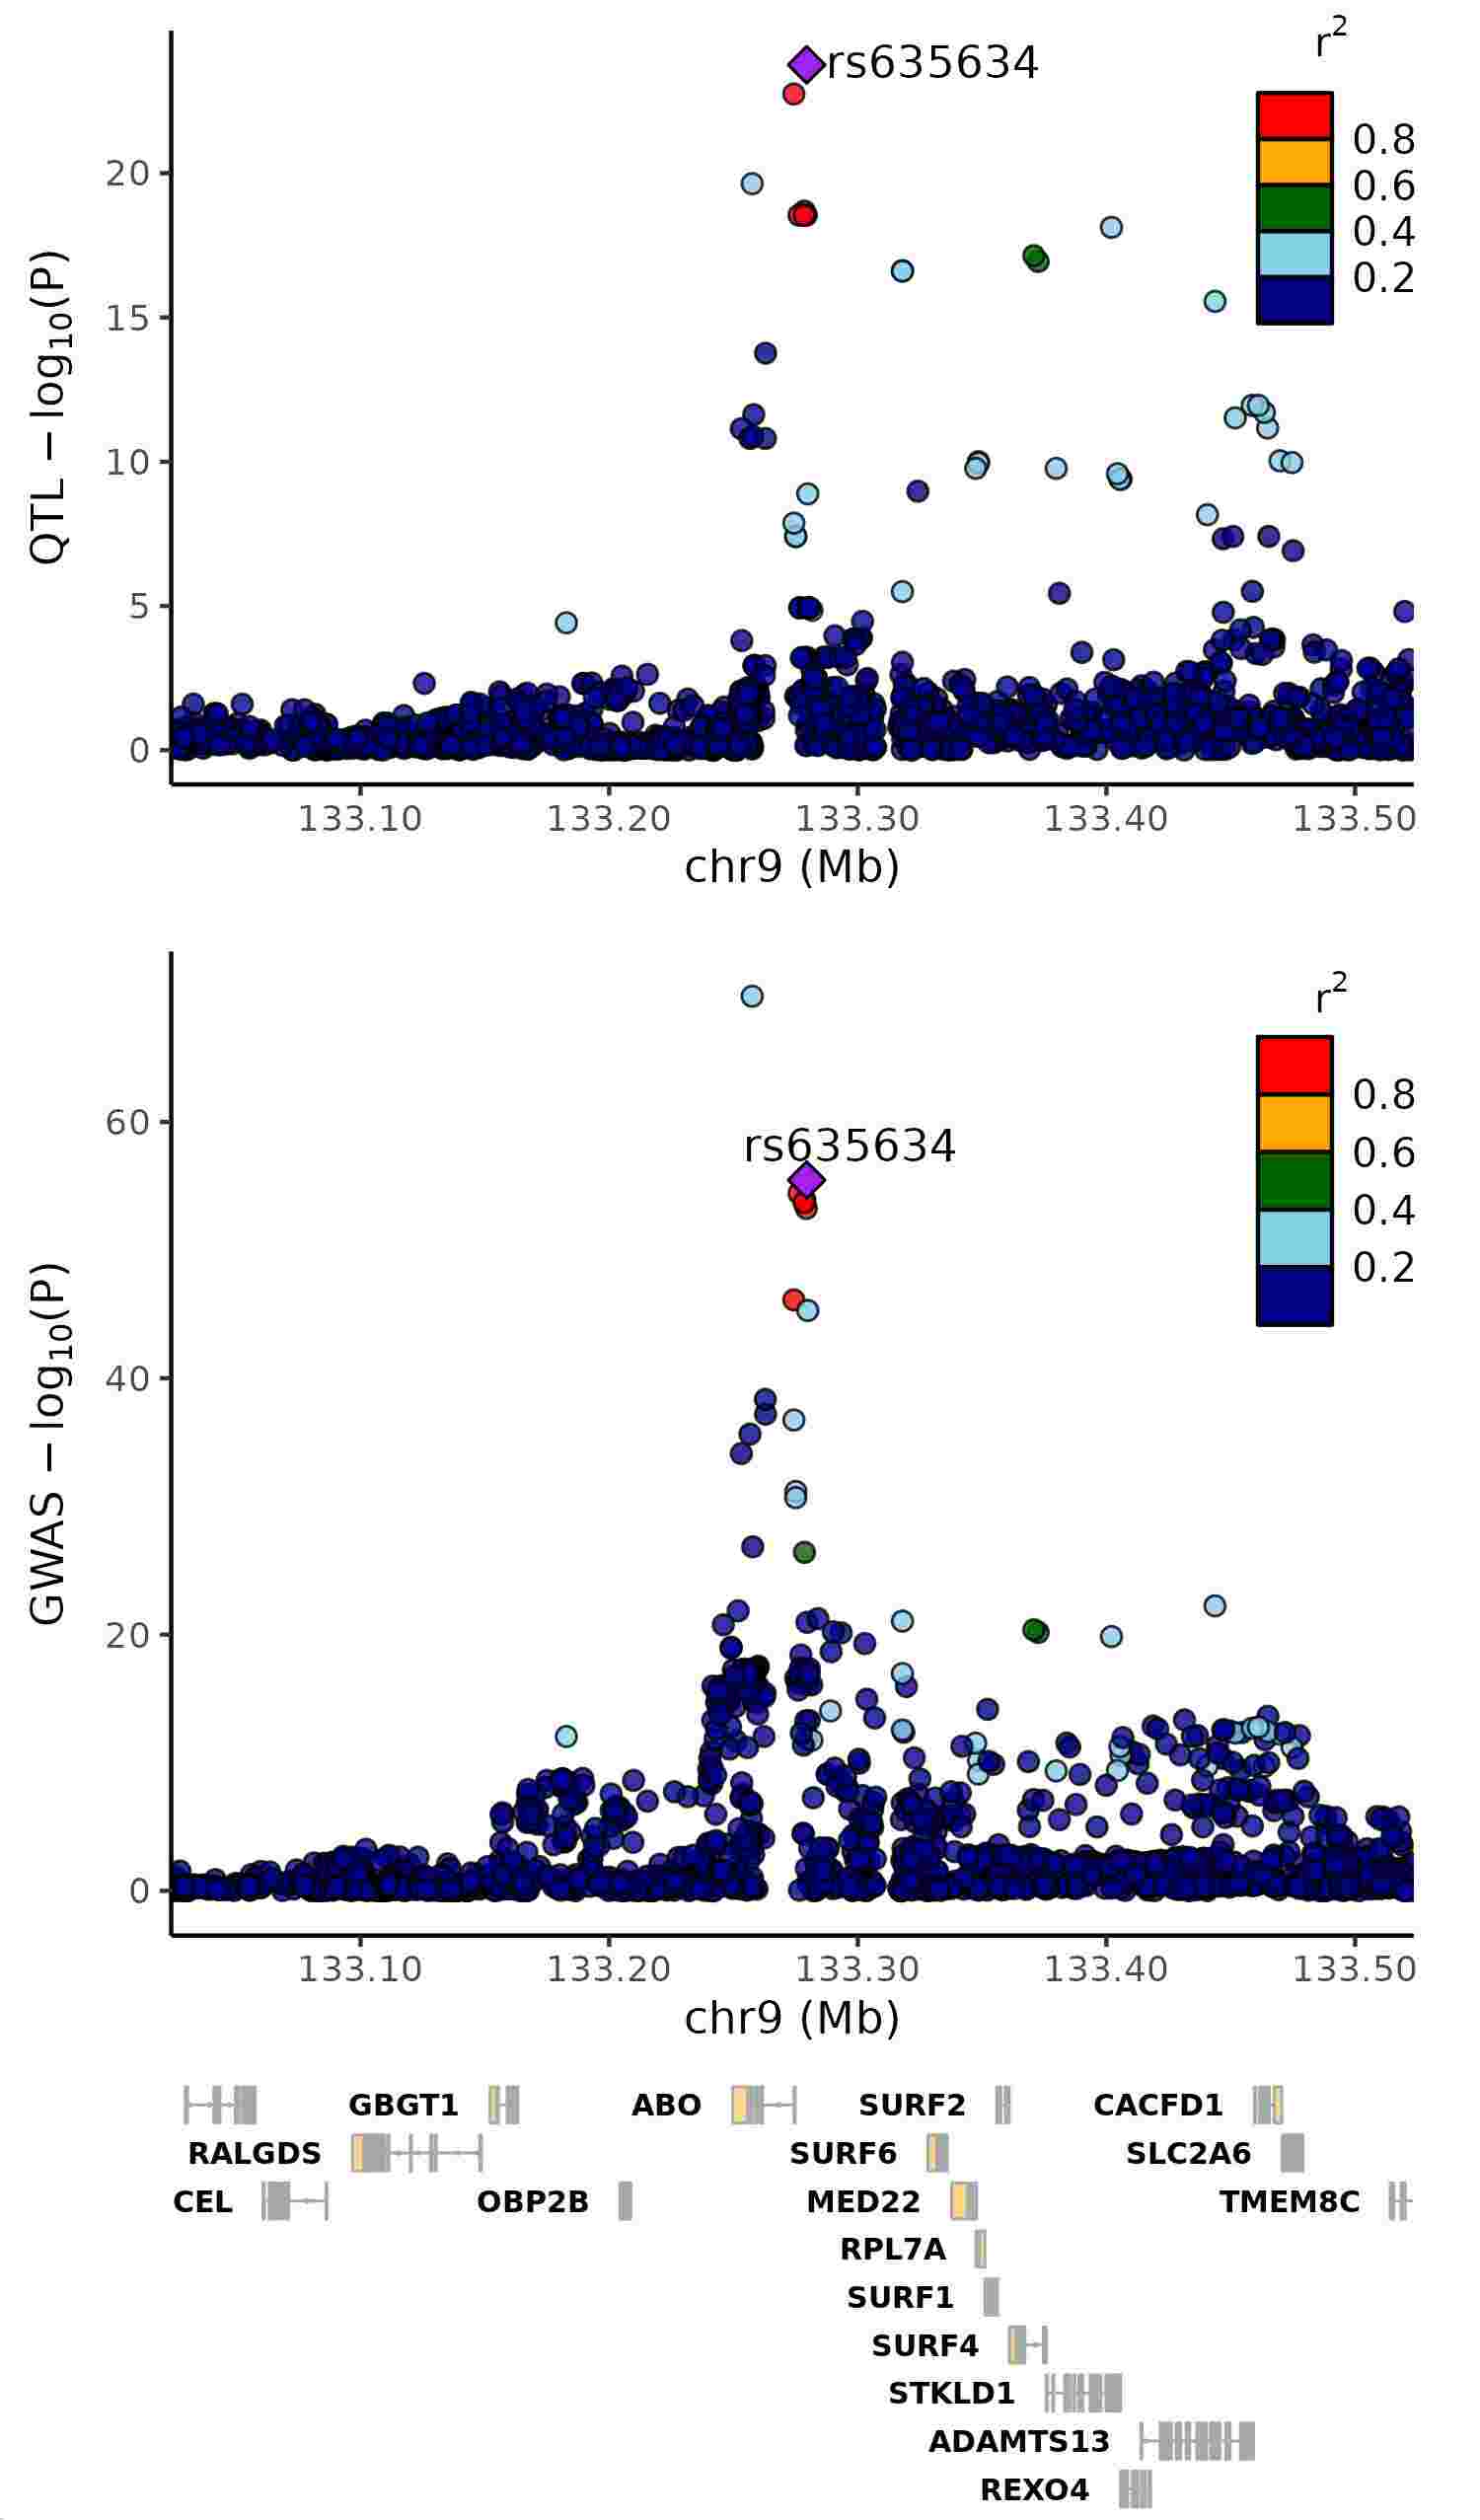 r2
rs635634
0.8
0.6
0.4
0.2
20
15
10
5
0
QTL −log10(P)
133.10 133.20 133.30 133.40 133.50
chr9 (Mb)
r2
rs635634
0.8
0.6
0.4
0.2
60
40
20
0
GWAS −log10(P)
133.10 133.20 133.30 133.40 133.50
chr9 (Mb)
GBGT1 ABO SURF2 CACFD1
RALGDS SURF6 SLC2A6
CEL OBP2B MED22 TMEM8C
RPL7A
SURF1
SURF4
STKLD1
ADAMTS13
REXO4